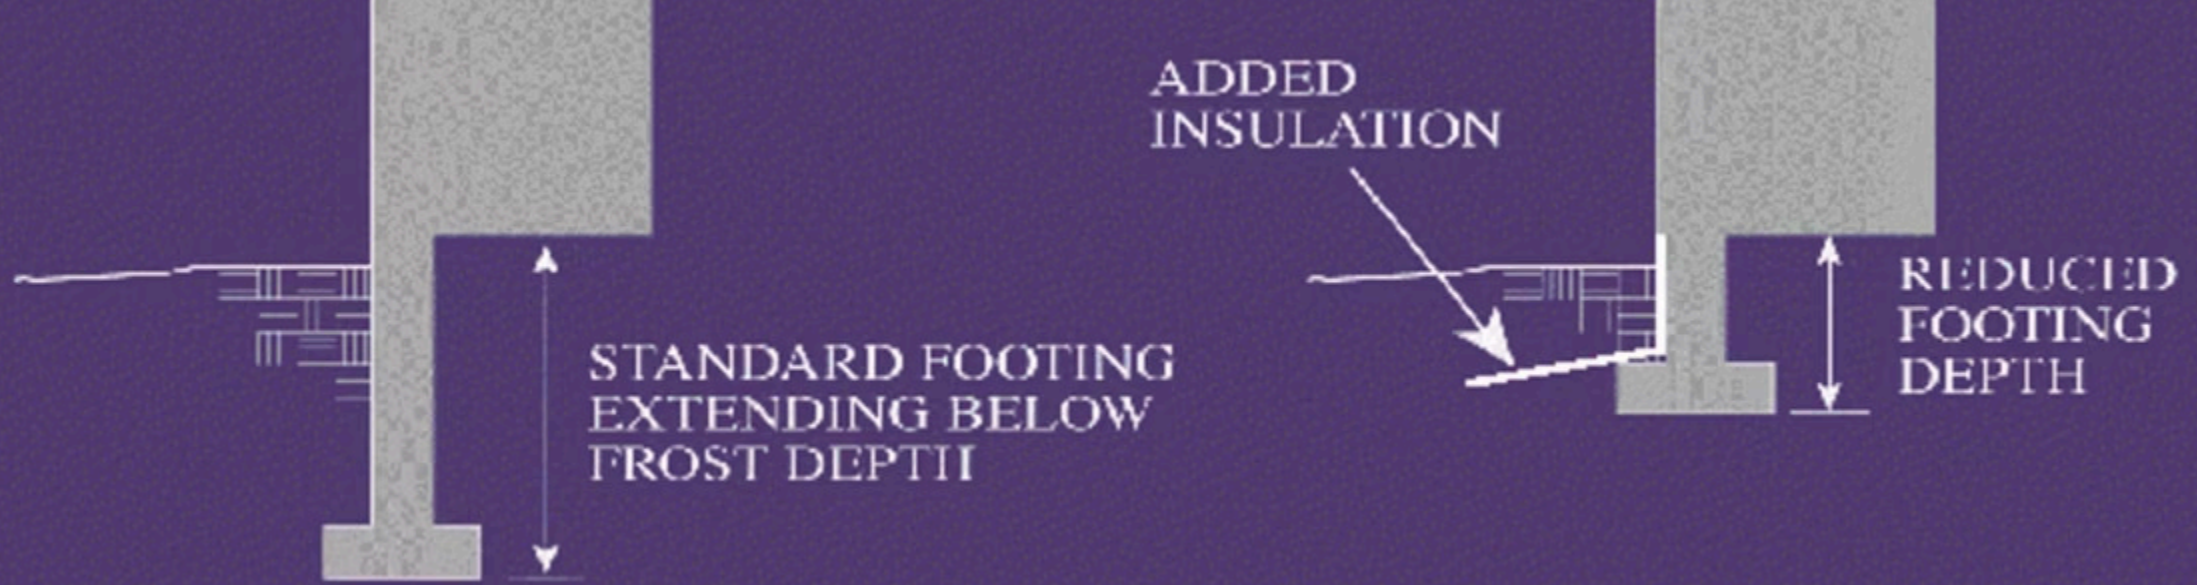 ADDED
INSULATION
STANDARD FOOTING
EXTENDING BELOW
FROST DEPTH
REDUCED
FOOTING
DEPTH